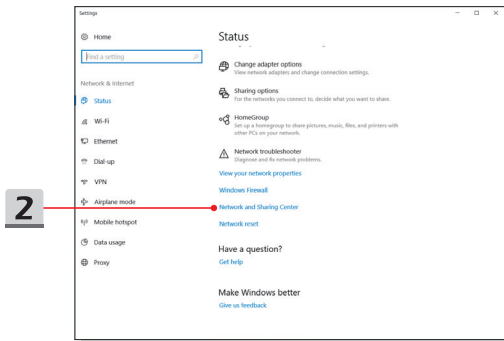 Settings
Home
Find a setting
Network & Internet
Status
Wi-Fi
Ethernet
Dial-up
VPN
Airplane mode
Mobile hotspot
Data usage
Proxy
Status
Change adapter options
View network adapters and change connection settings.
Sharing options
For the networks you connect to, decide what you want to share.
HomeGroup
Set up a homegroup to share pictures, music, files, and printers with
other PCs on your network.
Network troubleshooter
Diagnose and fix network problems.
View your network properties
Windows Firewall
Network and Sharing Center
Network reset
Have a question?
Get help
Make Windows better
Give us feedback
2